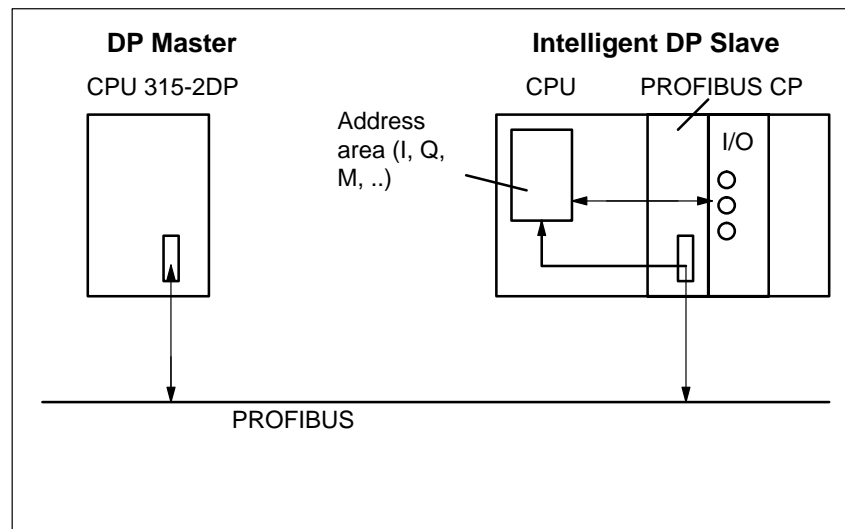 DP Master
Intelligent DP Slave
CPU 315-2DP
CPU
PROFIBUS CP
Address
area (I, Q,
M, ..)
I/O
PROFIBUS